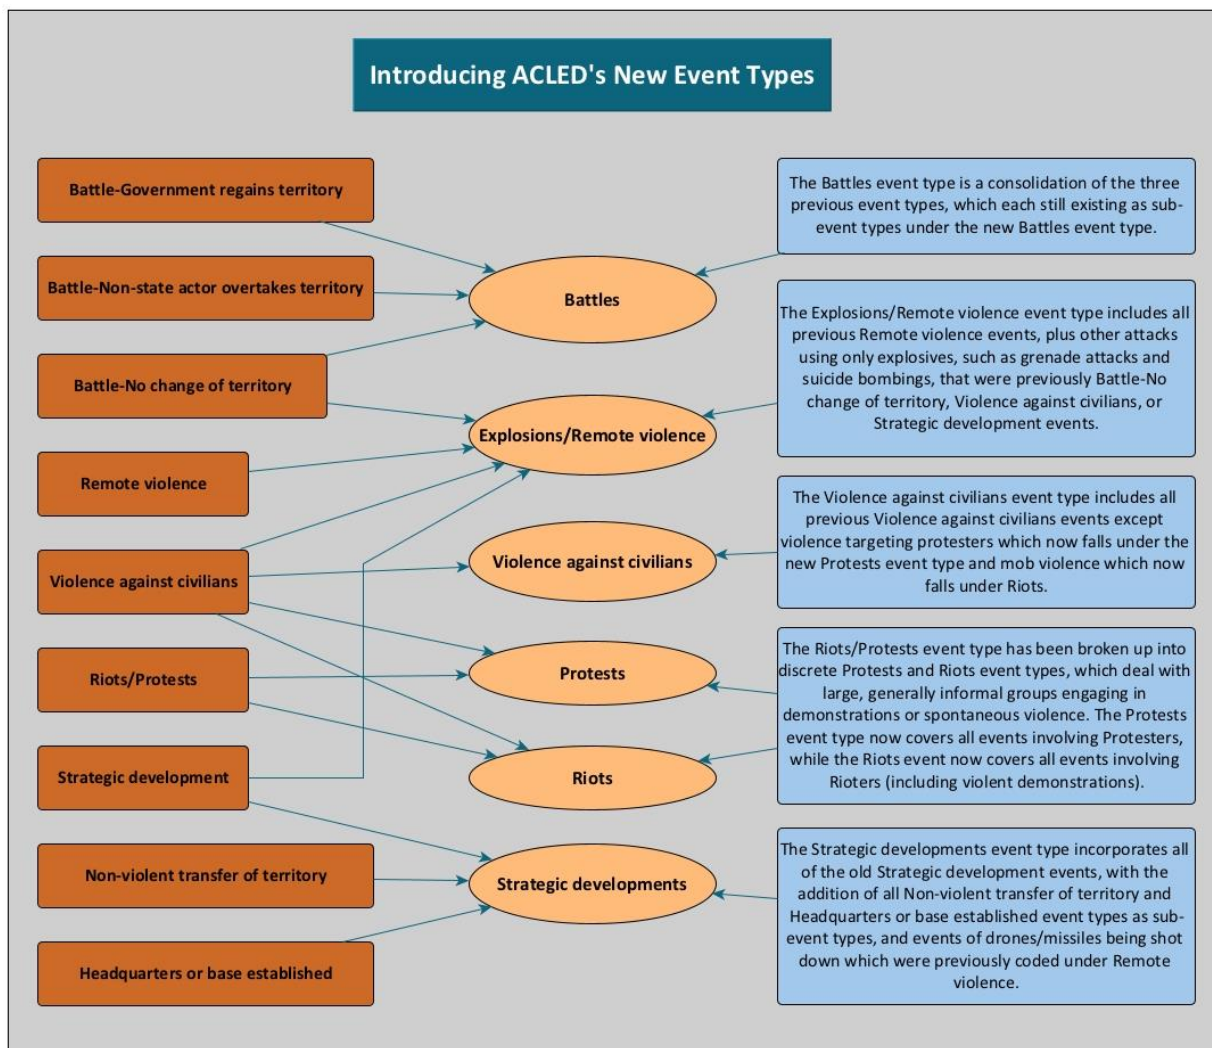 Introducing ACLED's New Event Types
Battle-Government regains territory
Battle-Non-state actor overtakes territory
Battle-No change of territory
Remote violence
Violence against civilians
Riots/Protests
Strategic development
Non-violent transfer of territory
Headquarters or base established
Battles
Explosions/Remote violence
Violence against civilians
Protests
Riots
Strategic developments
The Battles event type is a consolidation of the three
previous event types, which each still existing as sub-
event types under the new Battles event type.
The Explosions/Remote violence event type includes all
previous Remote violence events, plus other attacks
using only explosives, such as grenade attacks and
suicide bombings, that were previously Battle-No
change of territory, Violence against civilians, or
Strategic development events.
The Violence against civilians event type includes all
previous Violence against civilians events except
violence targeting protesters which now falls under the
new Protests event type and mob violence which now
falls under Riots.
The Riots/Protests event type has been broken up into
discrete Protests and Riots event types, which deal with
large, generally informal groups engaging in
demonstrations or spontaneous violence. The Protests
event type now covers all events involving Protesters,
while the Riots event now covers all events involving
Rioters (including violent demonstrations).
The Strategic developments event type incorporates all
of the old Strategic development events, with the
addition of all Non-violent transfer of territory and
Headquarters or base established event types as sub-
event types, and events of drones/missiles being shot
down which were previously coded under Remote
violence.